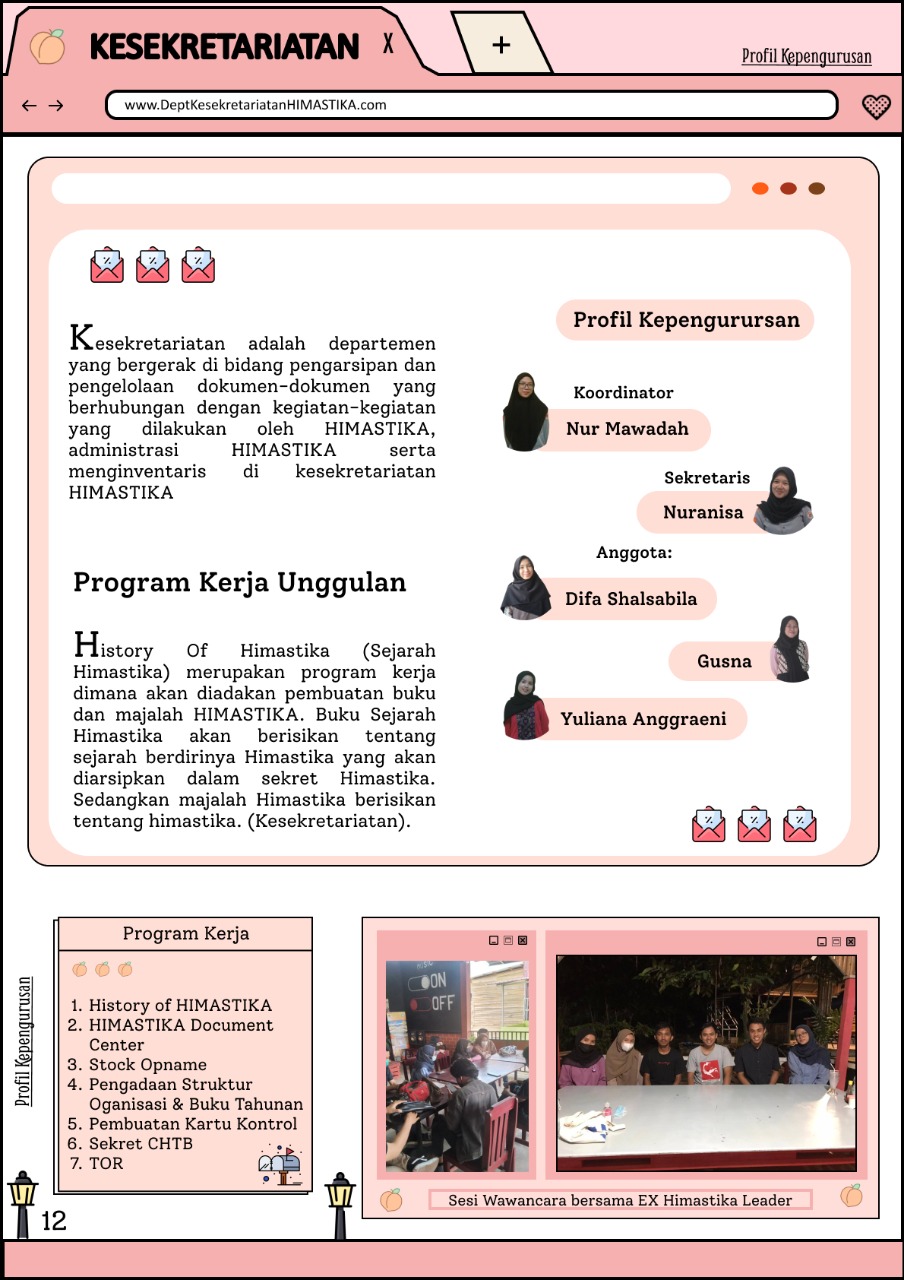 KESEKRETARIATAN X
+
Profil Kepengurusan
www.DeptKesekretariatanHIMASTIKA.com
Kesekretariatan adalah departemen
yang bergerak di bidang pengarsipan dan
pengelolaan dokumen-dokumen yang
berhubungan dengan kegiatan-kegiatan
yang dilakukan oleh HIMASTIKA,
administrasi HIMASTIKA serta
menginventaris di kesekretariatan
HIMASTIKA
Program Kerja Unggulan
History Of Himastika (Sejarah
Himastika) merupakan program kerja
dimana akan diadakan pembuatan buku
dan majalah HIMASTIKA. Buku Sejarah
Himastika akan berisikan tentang
sejarah berdirinya Himastika yang akan
diarsipkan dalam sekret Himastika.
Sedangkan majalah Himastika berisikan
tentang himastika. (Kesekretariatan).
Profil Kepengurursan
Koordinator
Nur Mawadah
Sekretaris
Nuranisa
Anggota:
Difa Shalsabila
Gusna
Yuliana Anggraeni
Profil Kepengurusan
Program Kerja
1. History of HIMASTIKA
2. HIMASTIKA Document
Center
3. Stock Opname
4. Pengadaan Struktur
Oganisasi & Buku Tahunan
5. Pembuatan Kartu Kontrol
6. Sekret CHTB
7. TOR
ON
OFF
Sesi Wawancara bersama EX Himastika Leader
12